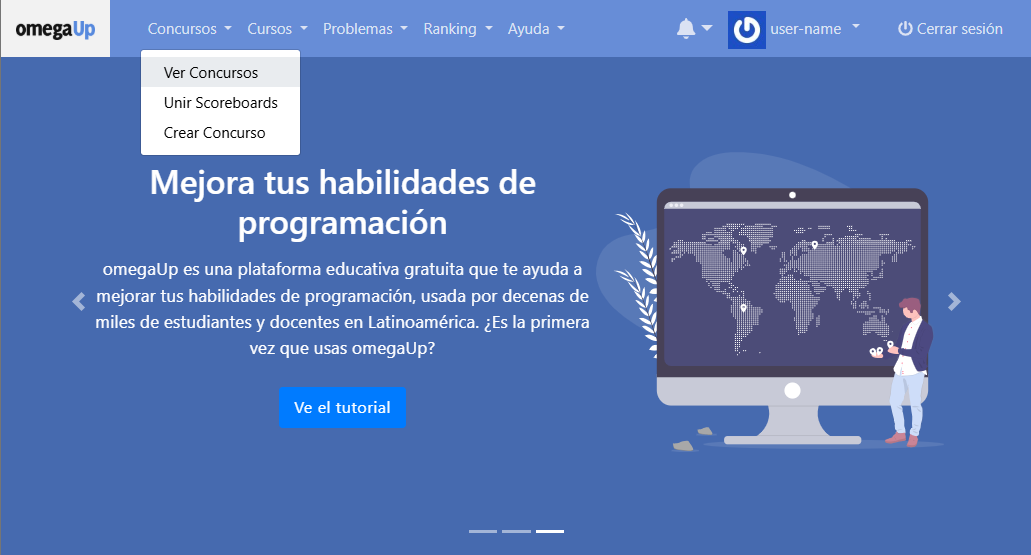 omegaUp Concursos Cursos Problemas Ranking Ayuda user-name Cerrar sesión
Ver Concursos
Unir Scoreboards
Crear Concurso
Mejora tus habilidades de
programación
omegaUp es una plataforma educativa gratuita que te ayuda a
mejorar tus habilidades de programación, usada por decenas de
miles de estudiantes y docentes en Latinoamérica. ¿Es la primera
vez que usas omegaUp?
Ve el tutorial